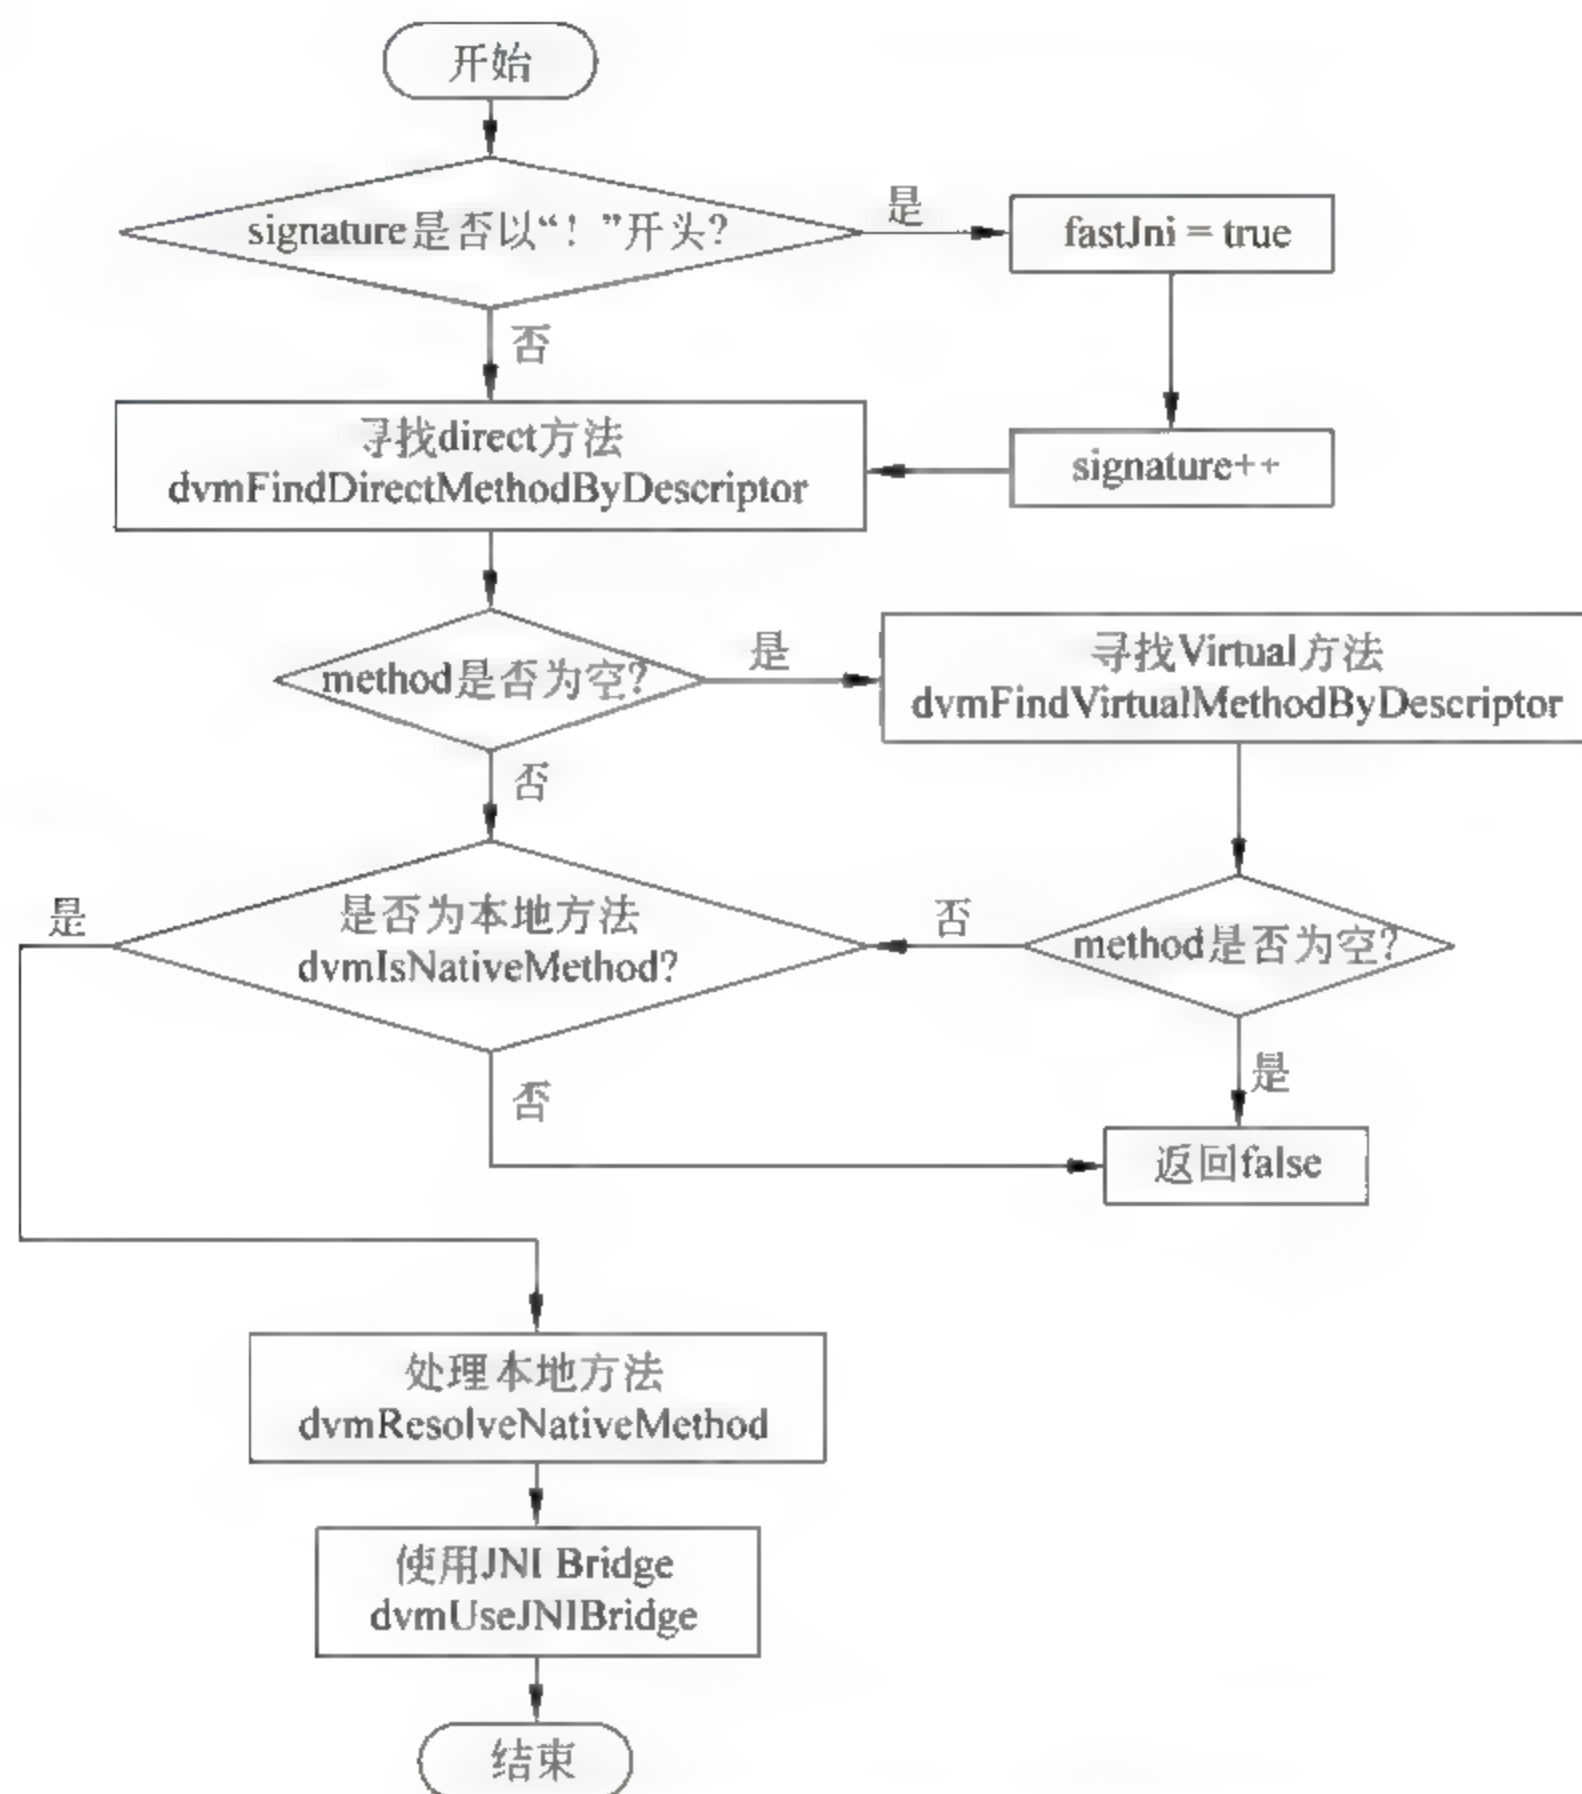 开始
signature是否以“！”开头?
是
fastJni = true
否
寻找direct方法
dvmFindDirectMethodByDescriptor
signature++
method是否为空?
是
寻找Virtual方法
dvmFindVirtualMethodByDescriptor
否
是
是否为本地方法
dvmIsNativeMethod?
否
method是否为空?
是
否
返回false
处理本地方法
dvmResolveNativeMethod
使用JNI Bridge
dvmUseJNIBridge
结束